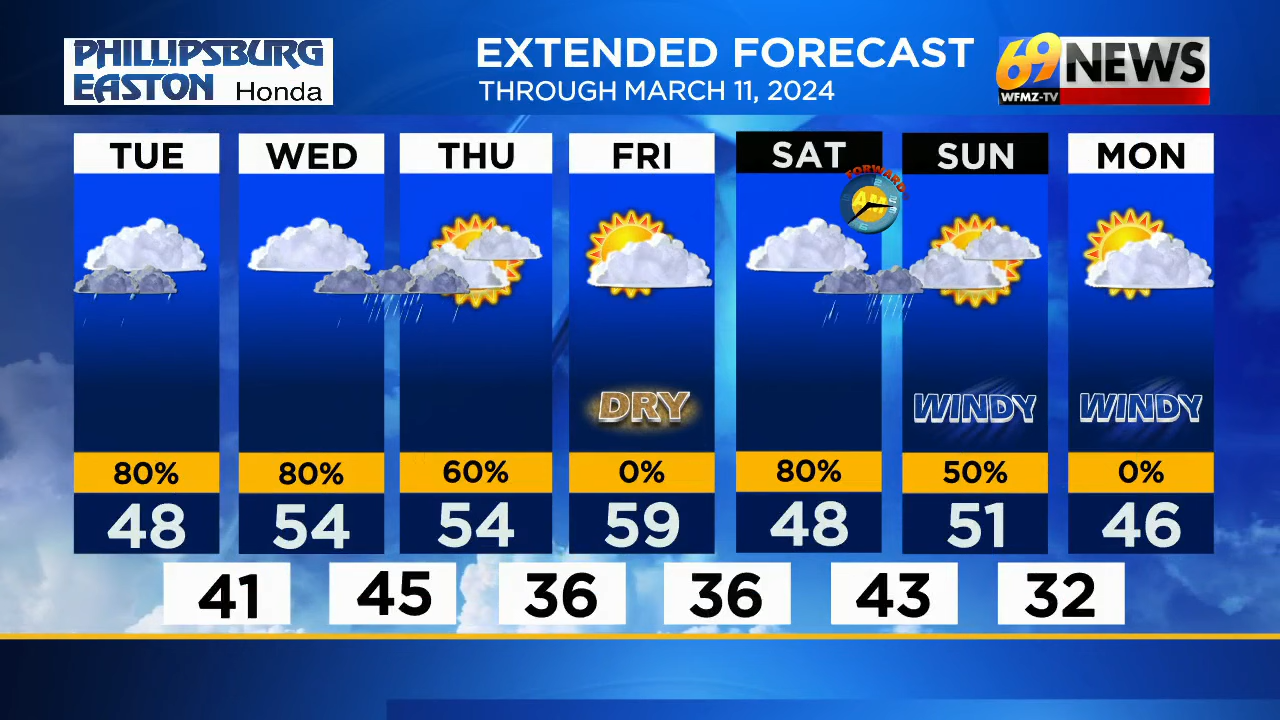 PHILLIPSBURG
EASTON Honda
EXTENDED FORECAST
THROUGH MARCH 11, 2024
69 NEWS
WFMZ-TV
TUE WED THU FRI SAT SUN MON
FORWARD
AM
DRY WINDY WINDY
80% 80% 60% 0% 80% 50% 0%
48 54 54 59 48 51 46
41 45 36 36 43 32